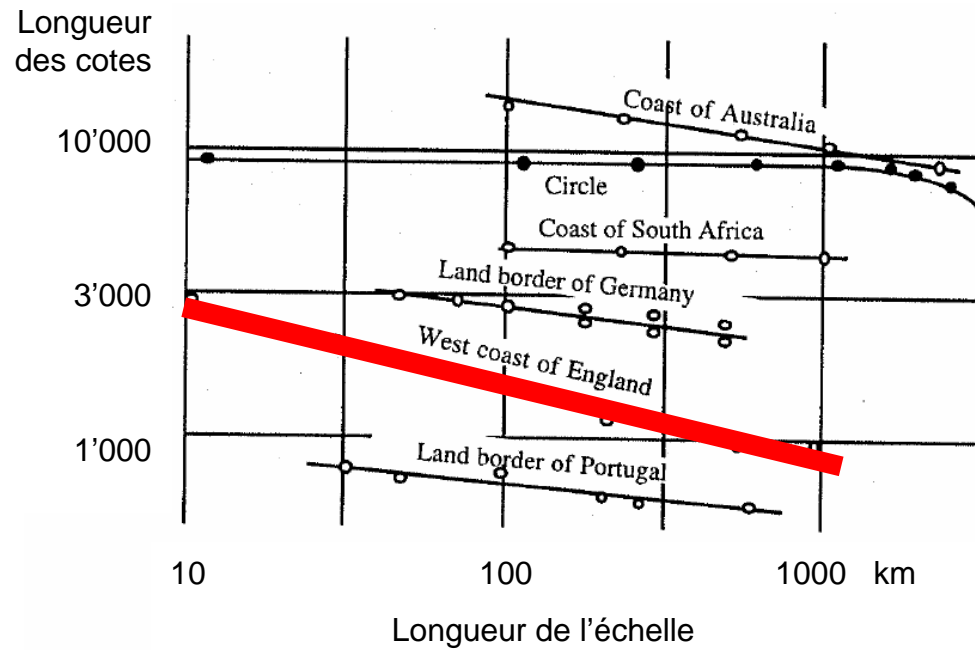 Longueur
des cotes
10’000
3’000
1’000
Coast of Australia
Circle
Coast of South Africa
Land border of Germany
West coast of England
Land border of Portugal
10
100
1000
km
Longueur de l’échelle